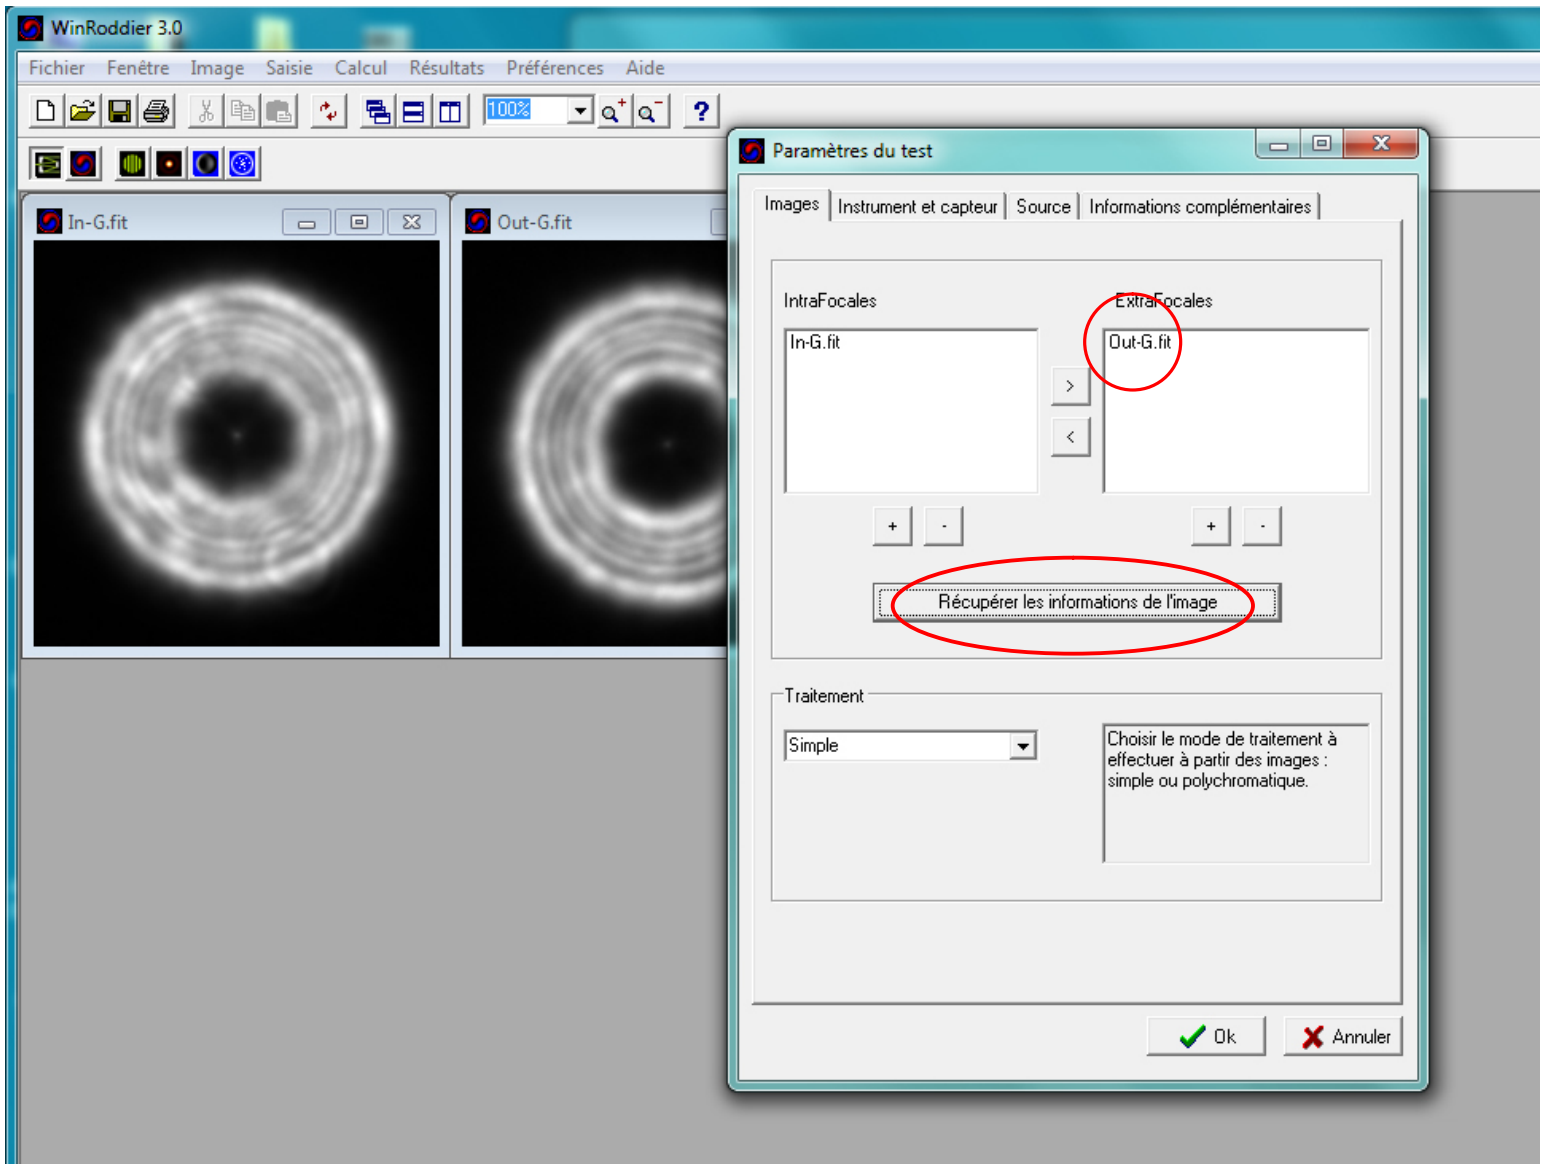 WinRoddier 3.0
Fichier Fenêtre Image Saisie Calcul Résultats Préférences Aide
100%
In-G.fit
Out-G.fit
Paramètres du test
Images Instrument et capteur Source Informations complémentaires
IntraFocales ExtraFocales
In-G.fit Out-G.fit
>
<
+ - + -
Récupérer les informations de l'image
Traitement
Simple
Choisir le mode de traitement à
effectuer à partir des images :
simple ou polychromatique.
Ok Annuler